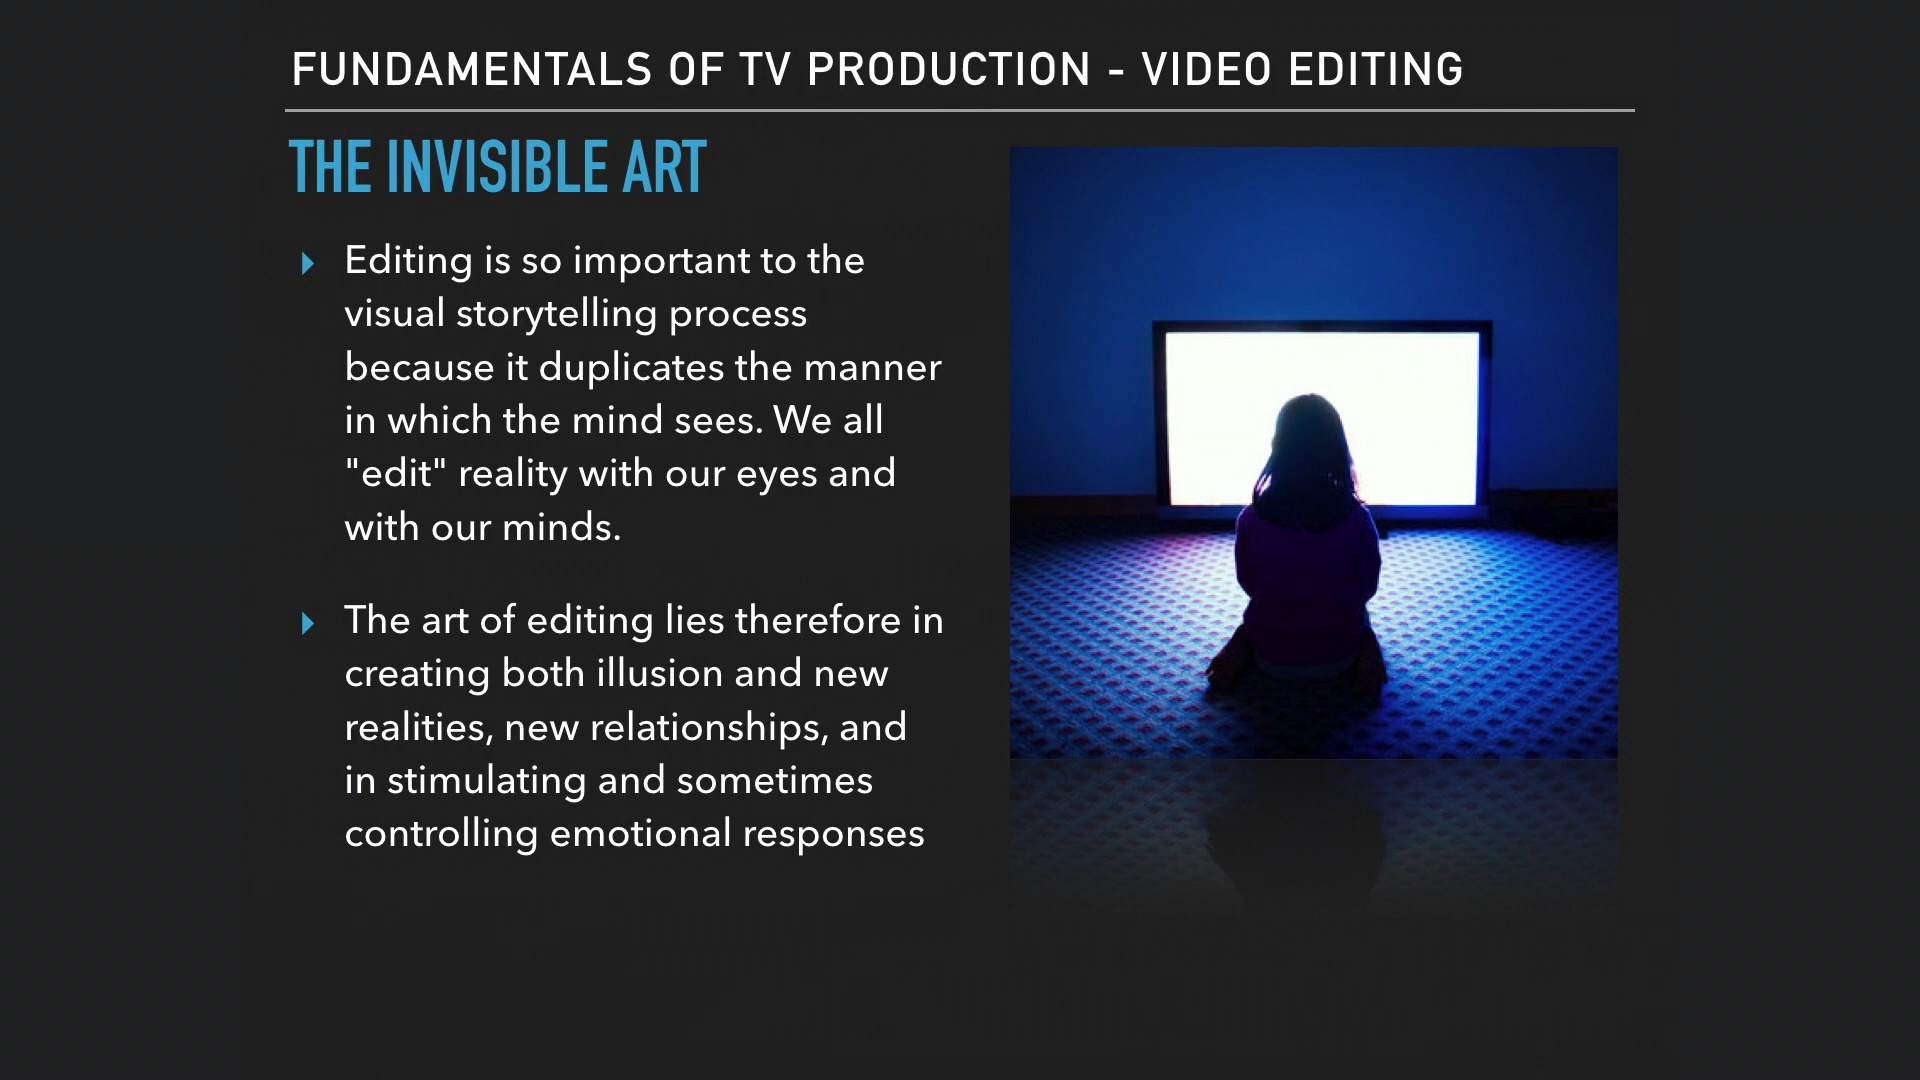 FUNDAMENTALS OF TV PRODUCTION - VIDEO EDITING
THE INVISIBLE ART
Editing is so important to the
visual storytelling process
because it duplicates the manner
in which the mind sees. We all
"edit" reality with our eyes and
with our minds.
The art of editing lies therefore in
creating both illusion and new
realities, new relationships, and
in stimulating and sometimes
controlling emotional responses